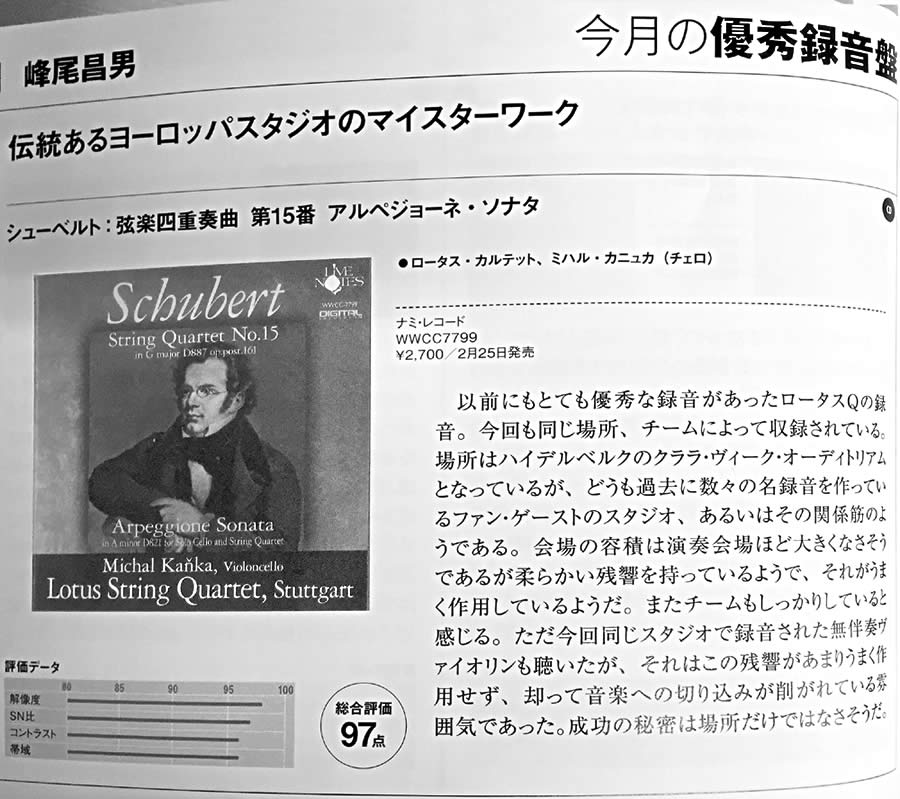 今月の優秀録音盤
峰尾昌男
伝統あるヨーロッパスタジオのマイスターワーク
シューベルト：弦楽四重奏曲 第15番 アルペジョーネ・ソナタ
●ロータス・カルテット、ミハル・カニュカ（チェロ）
ナミ・レコード
WWCC7799
¥2,700／2月25日発売
LIVE NOTES
WWCC-7799
DIGITAL
Schubert
String Quartet No.15
in G major D887 op.post.161
Arpeggione Sonata
in A minor D821 for Solo Cello and String Quartet
Michal Kaňka, Violoncello
Lotus String Quartet, Stuttgart
以前にもとても優秀な録音があったロータスQの録
音。今回も同じ場所、チームによって収録されている。
場所はハイデルベルクのクララ・ヴィーク・オーディトリアム
となっているが、どうも過去に数々の名録音を作ってい
るファン・ゲーストのスタジオ、あるいはその関係筋のよ
うである。会場の容積は演奏会場ほど大きくなさそう
であるが柔らかい残響を持っているようで、それがうま
く作用しているようだ。またチームもしっかりしていると
感じる。ただ今回同じスタジオで録音された無伴奏ヴ
ァイオリンも聴いたが、それはこの残響があまりうまく作
用せず、却って音楽への切り込みが削がれている雰
囲気であった。成功の秘密は場所だけではなさそうだ。
評価データ
80 85 90 95 100
解像度
SN比
コントラスト
帯域
総合評価
97点